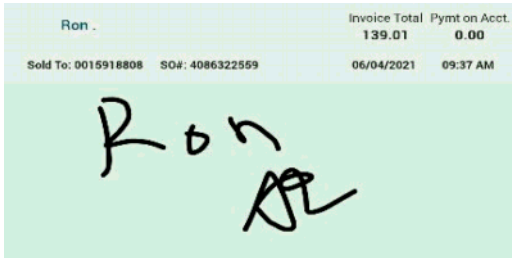 Ron .
Invoice Total Pymt on Acct.
139.01 0.00
Sold To: 0015918808 SO#: 4086322559 06/04/2021 09:37 AM
Ron